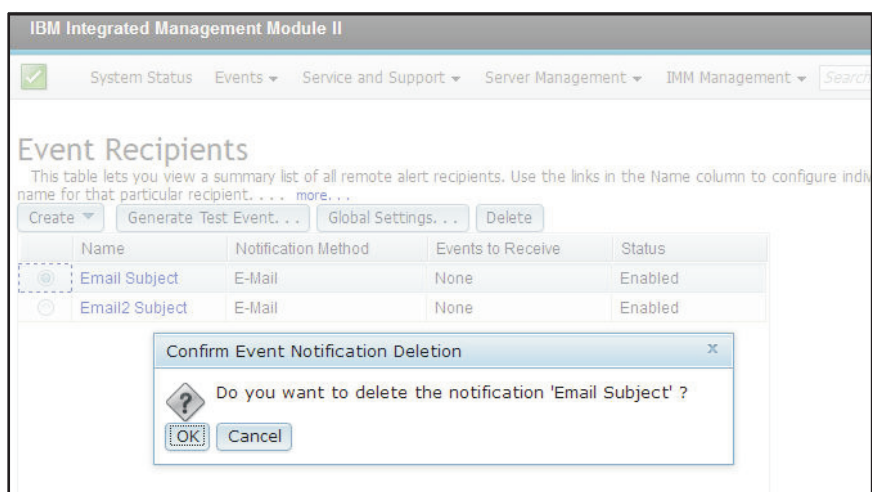 IBM Integrated Management Module II
System Status Events Service and Support Server Management IMM Management Search
Event Recipients
This table lets you view a summary list of all remote alert recipients. Use the links in the Name column to configure indiv
name for that particular recipient. . . . more. . .
Create Generate Test Event. . . Global Settings. . . Delete
Name Notification Method Events to Receive Status
Email Subject E-Mail None Enabled
Email2 Subject E-Mail None Enabled
Confirm Event Notification Deletion x
Do you want to delete the notification 'Email Subject' ?
OK Cancel